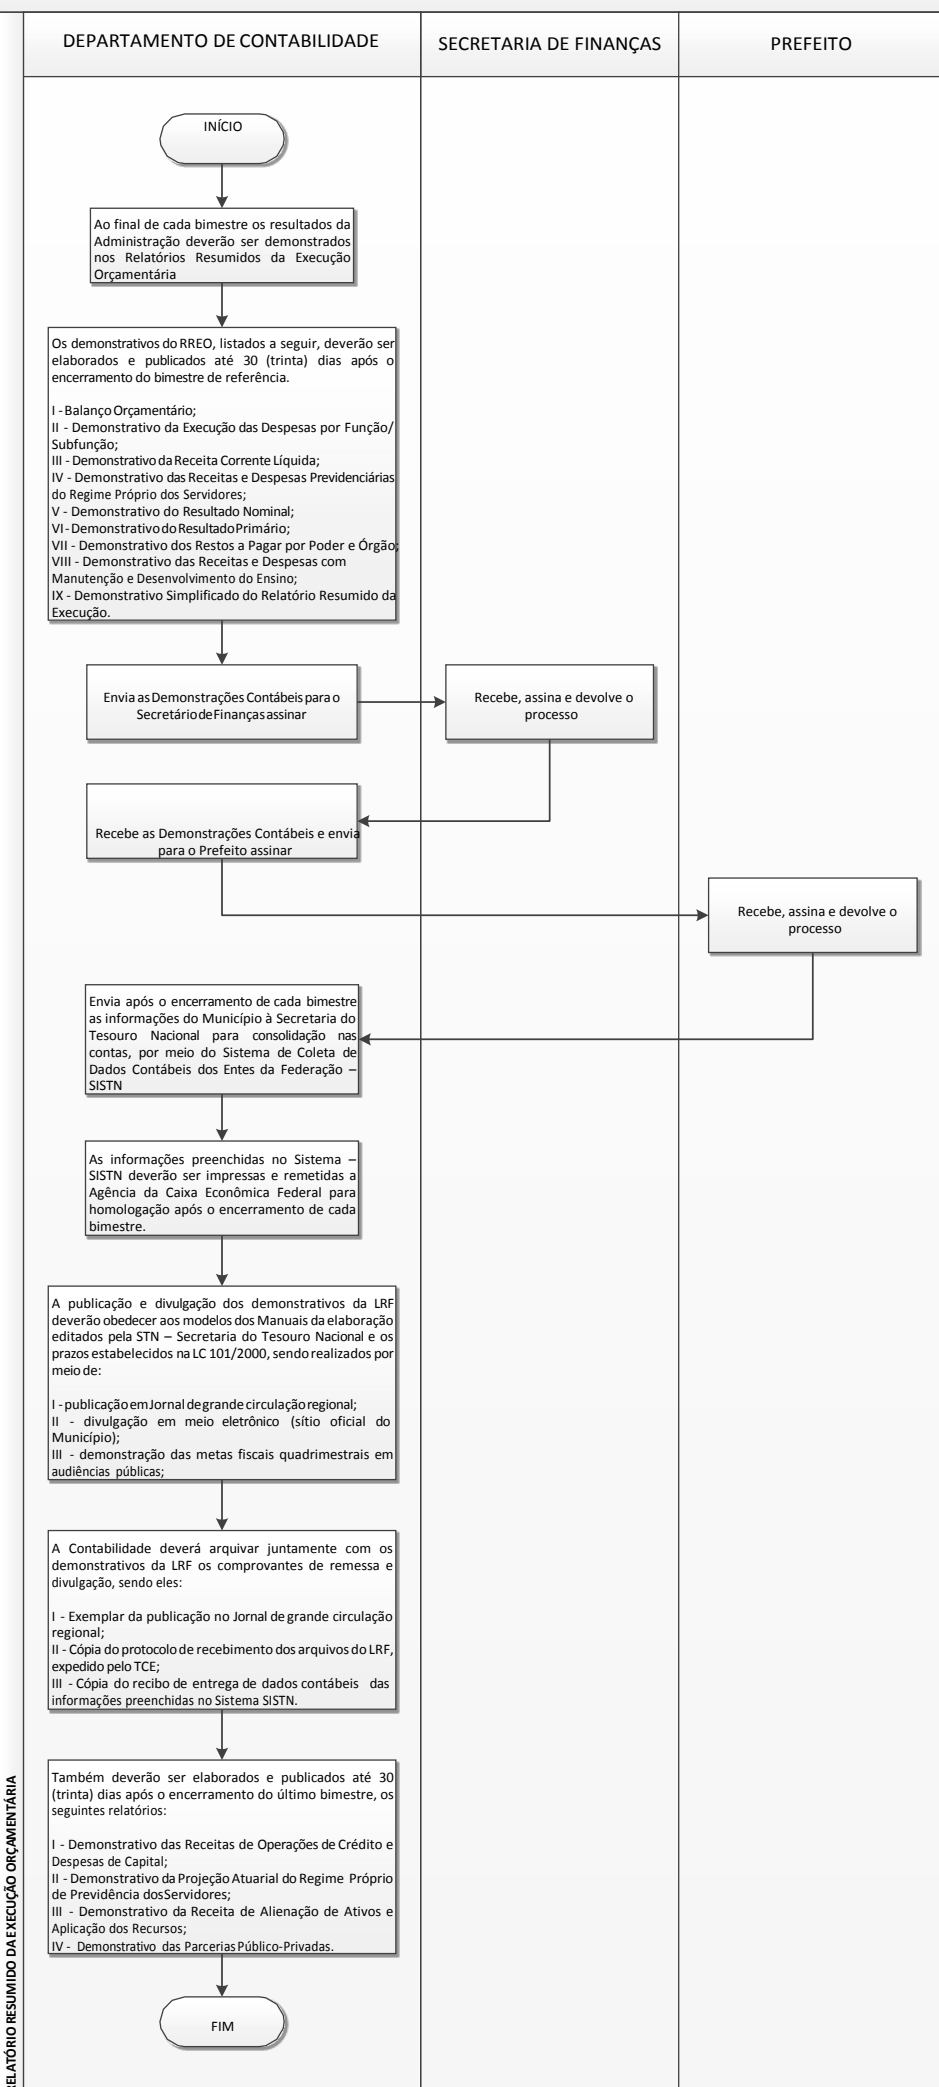 DEPARTAMENTO DE CONTABILIDADE
SECRETARIA DE FINANÇAS
PREFEITO
INÍCIO
Ao final de cada bimestre os resultados da
Administração deverão ser demonstrados
nos Relatórios Resumidos da Execução
Orçamentária
Os demonstrativos do RREO, listados a seguir, deverão ser
elaborados e publicados até 30 (trinta) dias após o
encerramento do bimestre de referência.
I - Balanço Orçamentário;
II - Demonstrativo da Execução das Despesas por Função/
Subfunção;
III - Demonstrativo da Receita Corrente Líquida;
IV - Demonstrativo das Receitas e Despesas Previdenciárias
do Regime Próprio dos Servidores;
V - Demonstrativo do Resultado Nominal;
VI - Demonstrativo do Resultado Primário;
VII - Demonstrativo dos Restos a Pagar por Poder e Órgão;
VIII - Demonstrativo das Receitas e Despesas com
Manutenção e Desenvolvimento do Ensino;
IX - Demonstrativo Simplificado do Relatório Resumido da
Execução.
Envia as Demonstrações Contábeis para o
Secretário de Finanças assinar
Recebe, assina e devolve o
processo
Recebe as Demonstrações Contábeis e envia
para o Prefeito assinar
Recebe, assina e devolve o
processo
Envia após o encerramento de cada bimestre
as informações do Município à Secretaria do
Tesouro Nacional para consolidação nas
contas, por meio do Sistema de Coleta de
Dados Contábeis dos Entes da Federação –
SISTN
As informações preenchidas no Sistema –
SISTN deverão ser impressas e remetidas a
Agência da Caixa Econômica Federal para
homologação após o encerramento de cada
bimestre.
A publicação e divulgação dos demonstrativos da LRF
deverão obedecer aos modelos dos Manuais da elaboração
editados pela STN – Secretaria do Tesouro Nacional e os
prazos estabelecidos na LC 101/2000, sendo realizados por
meio de:
I - publicação em Jornal de grande circulação regional;
II - divulgação em meio eletrônico (sítio oficial do
Município);
III - demonstração das metas fiscais quadrimestrais em
audiências públicas;
A Contabilidade deverá arquivar juntamente com os
demonstrativos da LRF os comprovantes de remessa e
divulgação, sendo eles:
I - Exemplar da publicação no Jornal de grande circulação
regional;
II - Cópia do protocolo de recebimento dos arquivos do LRF,
expedido pelo TCE;
III - Cópia do recibo de entrega de dados contábeis das
informações preenchidas no Sistema SISTN.
Também deverão ser elaborados e publicados até 30
(trinta) dias após o encerramento do último bimestre, os
seguintes relatórios:
I - Demonstrativo das Receitas de Operações de Crédito e
Despesas de Capital;
II - Demonstrativo da Projeção Atuarial do Regime Próprio
de Previdência dos Servidores;
III - Demonstrativo da Receita de Alienação de Ativos e
Aplicação dos Recursos;
IV - Demonstrativo das Parcerias Público-Privadas.
FIM
RELATÓRIO RESUMIDO DA EXECUÇÃO ORÇAMENTÁRIA